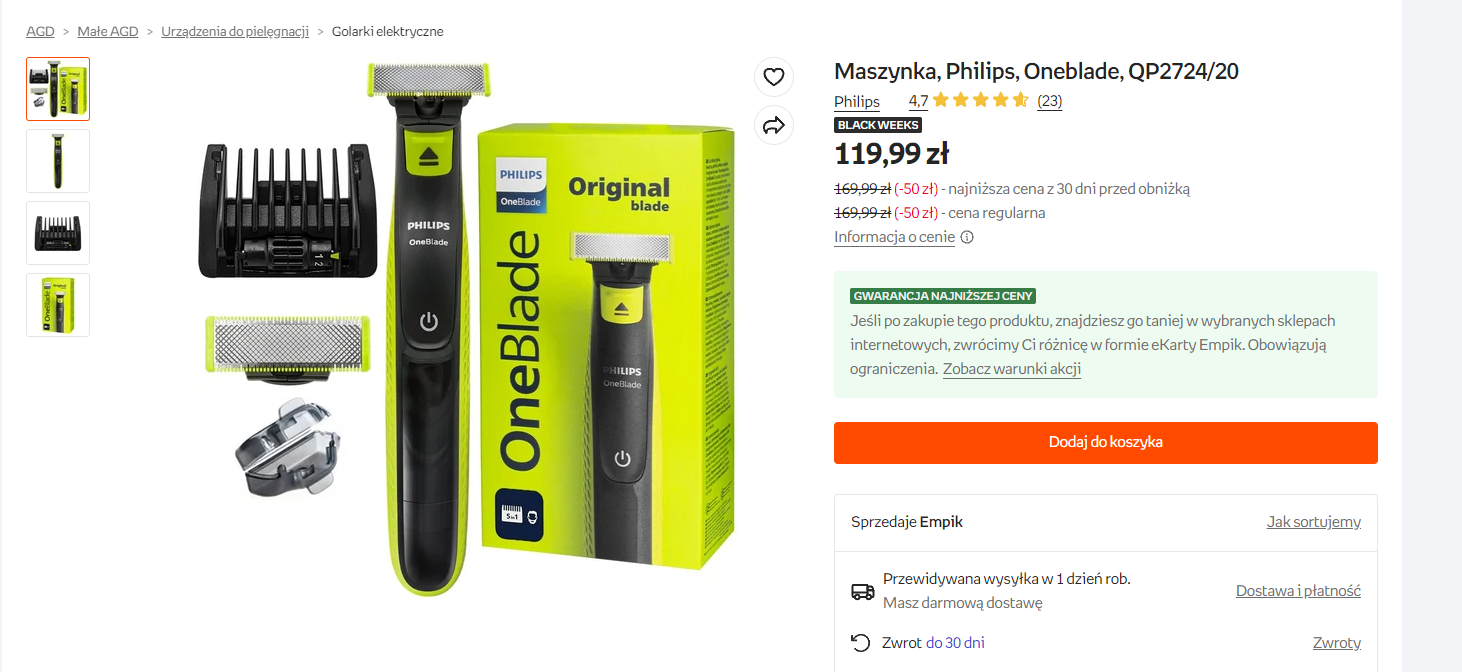 AGD > Małe AGD > Urządzenia do pielęgnacji > Golarki elektryczne
PHILIPS
OneBlade
1 2
PHILIPS
OneBlade
Original
blade
OneBlade
PHILIPS
OneBlade
5in1
Maszynka, Philips, Oneblade, QP2724/20
Philips 4,7 (23)
BLACK WEEKS
119,99 zł
169,99 zł (-50 zł) - najniższa cena z 30 dni przed obniżką
169,99 zł (-50 zł) - cena regularna
Informacja o cenie
GWARANCJA NAJNIŻSZEJ CENY
Jeśli po zakupie tego produktu, znajdziesz go taniej w wybranych sklepach
internetowych, zwrócimy Ci różnicę w formie eKarty Empik. Obowiązują
ograniczenia. Zobacz warunki akcji
Dodaj do koszyka
Sprzedaje Empik Jak sortujemy
Przewidywana wysyłka w 1 dzień rob.
Masz darmową dostawę
Dostawa i płatność
Zwrot do 30 dni Zwroty